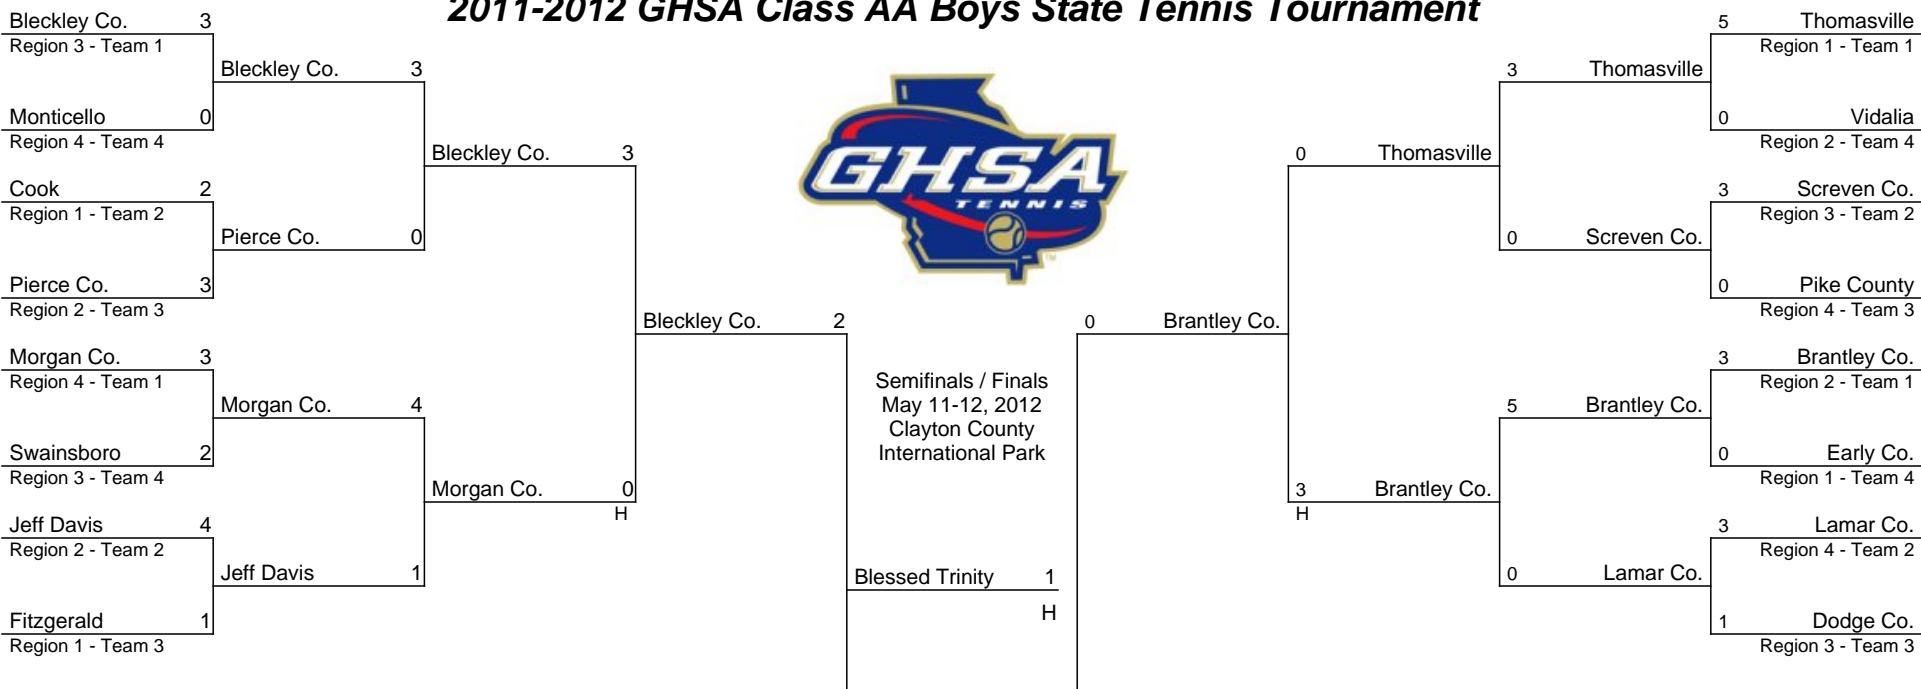 2011-2012 GHSA Class AA Boys State Tennis Tournament
Bleckley Co. 3
Region 3 - Team 1
Bleckley Co. 3
Monticello 0
Region 4 - Team 4
Bleckley Co. 3
Cook 2
Region 1 - Team 2
Pierce Co. 0
Pierce Co. 3
Region 2 - Team 3
Bleckley Co. 2
Morgan Co. 3
Region 4 - Team 1
Morgan Co. 4
Swainsboro 2
Region 3 - Team 4
Morgan Co. 0
H
Jeff Davis 4
Region 2 - Team 2
Jeff Davis 1
Fitzgerald 1
Region 1 - Team 3
GHSA
TENNIS
TM
Semifinals / Finals
May 11-12, 2012
Clayton County
International Park
Blessed Trinity 1
H
5 Thomasville
Region 1 - Team 1
3 Thomasville
0 Vidalia
Region 2 - Team 4
0 Thomasville
3 Screven Co.
Region 3 - Team 2
0 Screven Co.
0 Pike County
Region 4 - Team 3
0 Brantley Co.
3 Brantley Co.
Region 2 - Team 1
5 Brantley Co.
0 Early Co.
Region 1 - Team 4
3 Brantley Co.
H
3 Lamar Co.
Region 4 - Team 2
0 Lamar Co.
1 Dodge Co.
Region 3 - Team 3